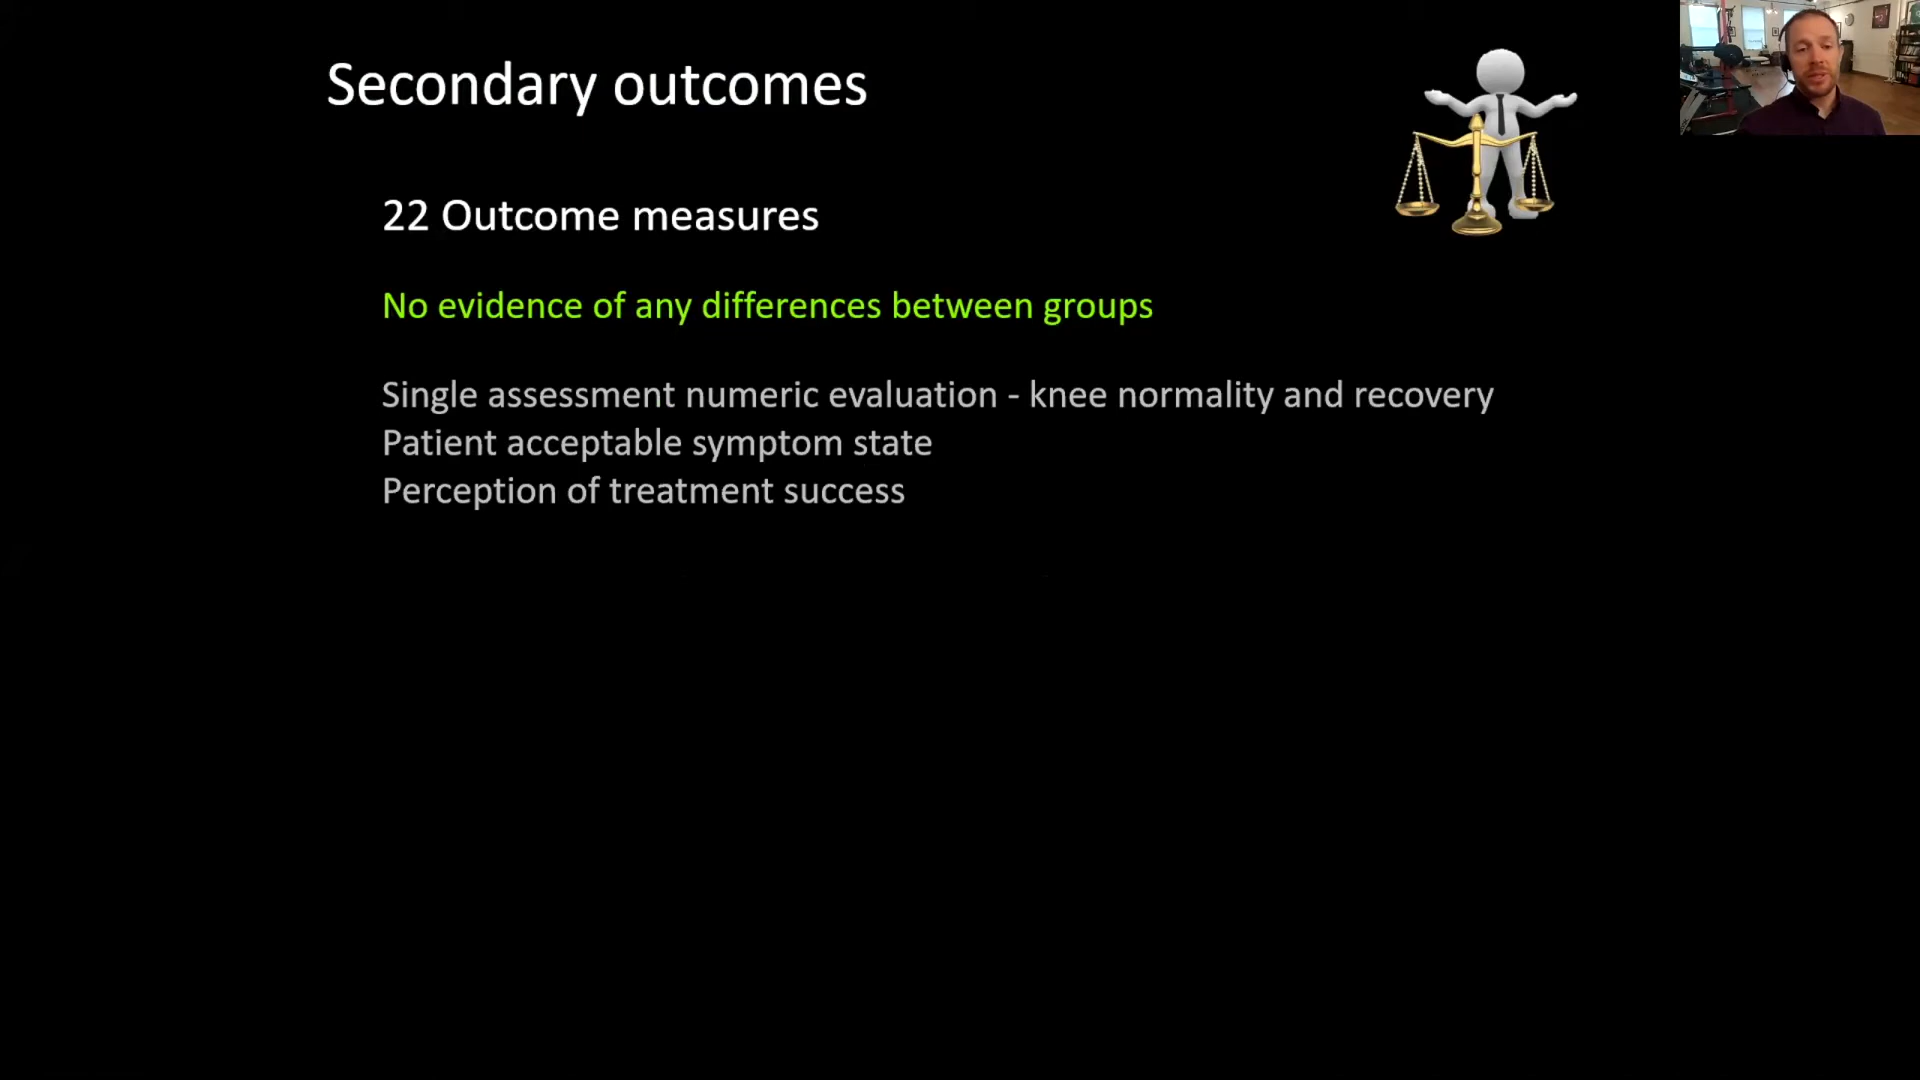 Secondary outcomes
22 Outcome measures
No evidence of any differences between groups
Single assessment numeric evaluation - knee normality and recovery
Patient acceptable symptom state
Perception of treatment success